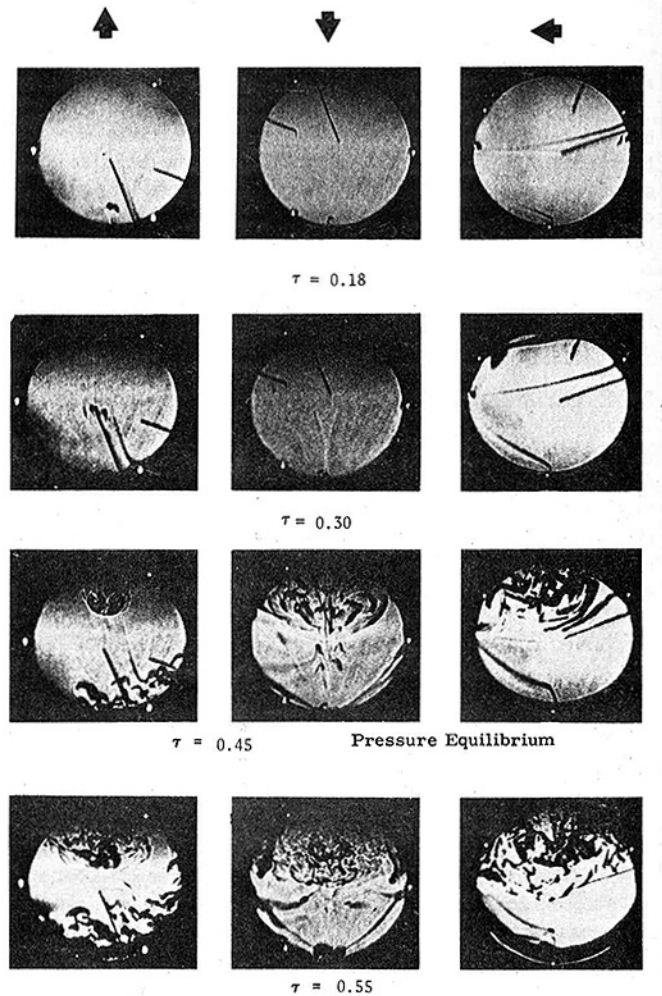 τ = 0.18
τ = 0.30
τ = 0.45 Pressure Equilibrium
τ = 0.55